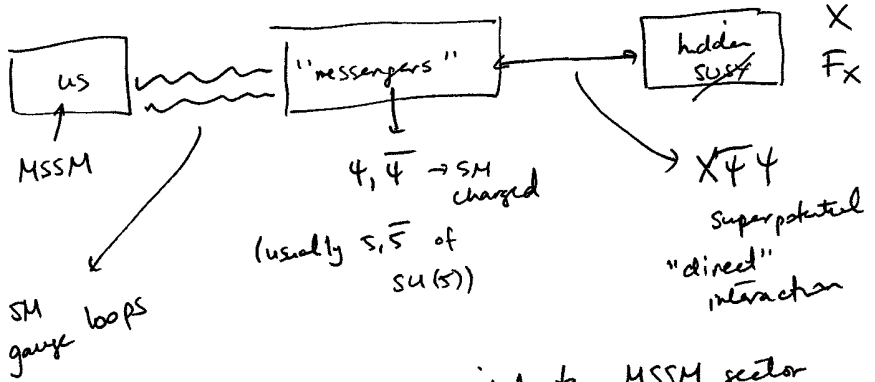 us
MSSM
"messengers"
hidden
SUSY
X
F_X
ψ, ψ̄ → SM
charged
(usually 5, 5̄ of
SU(5))
Xψ̄ψ
superpotential
"direct"
interaction
SM
gauge loops
to MSSM sector